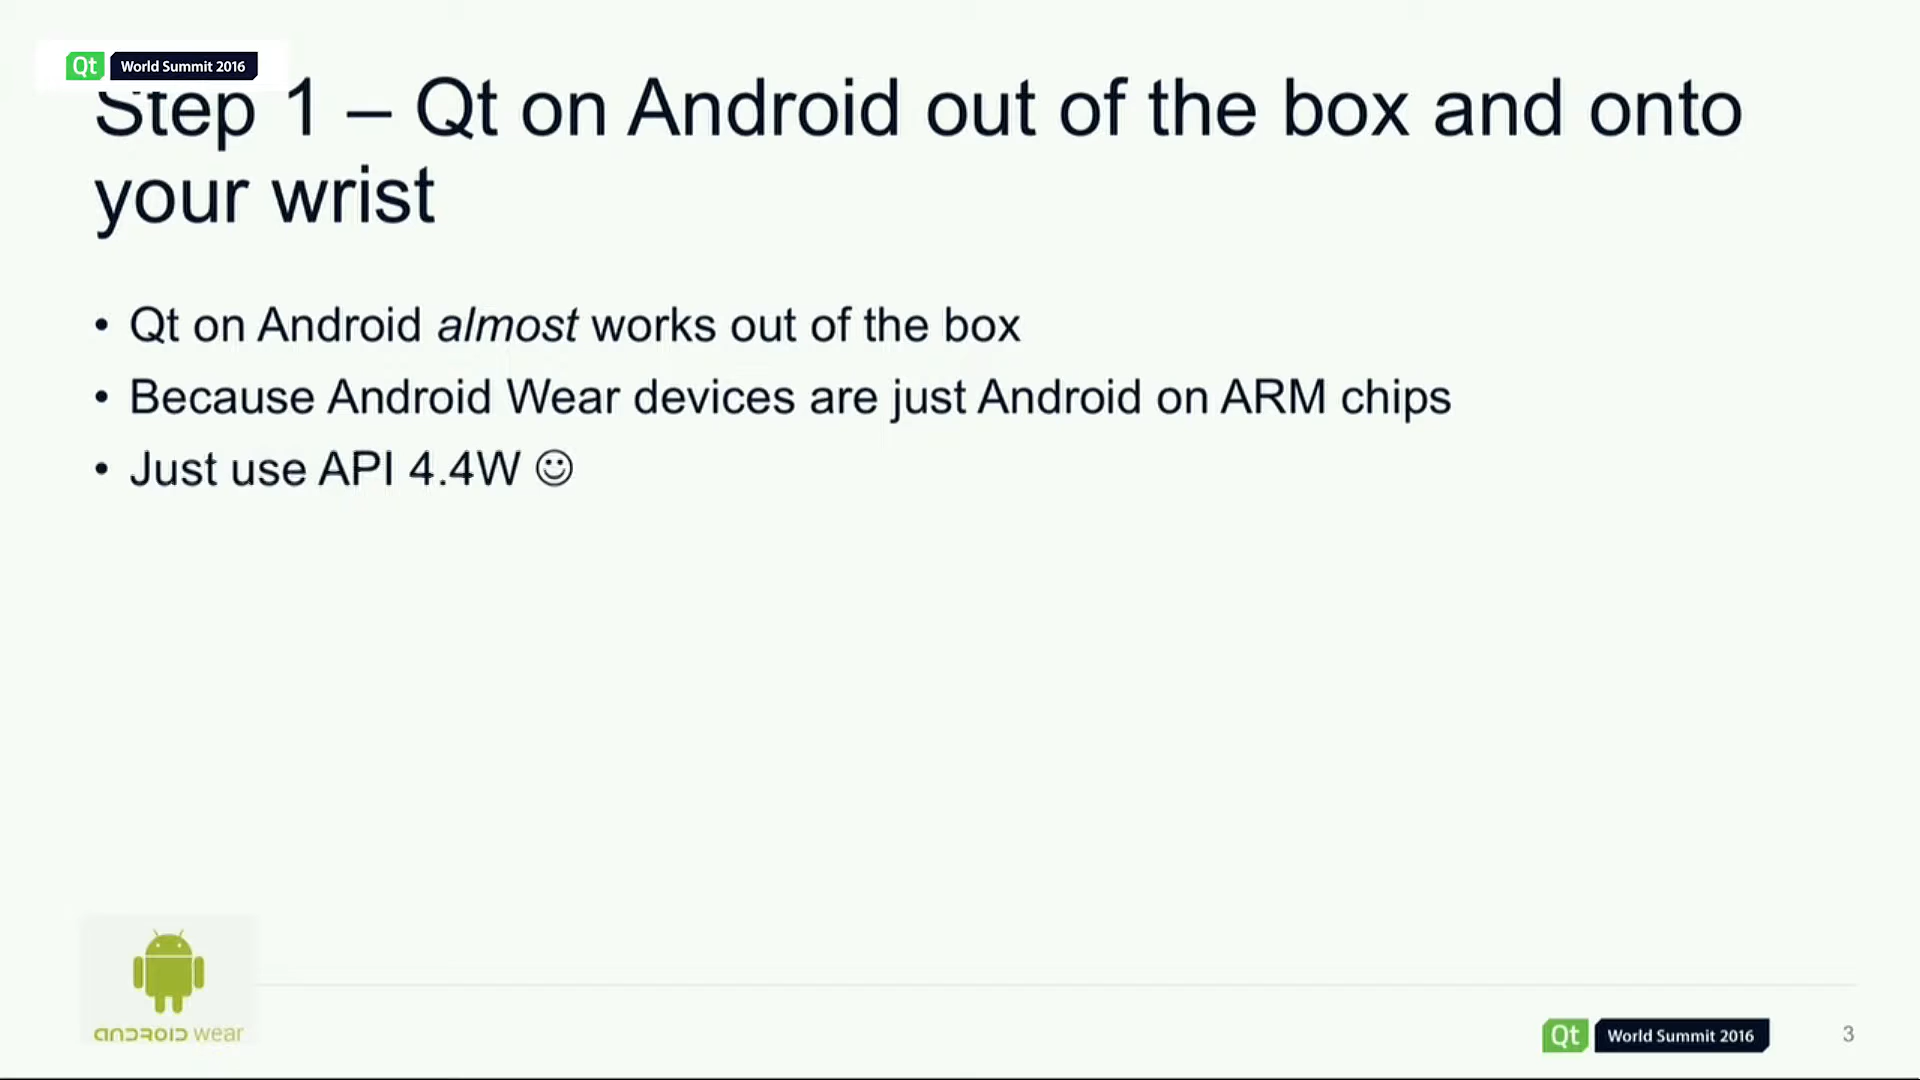 Qt World Summit 2016
Step 1 – Qt on Android out of the box and onto
your wrist
• Qt on Android almost works out of the box
• Because Android Wear devices are just Android on ARM chips
• Just use API 4.4W ☺
ANDROID wear
Qt World Summit 2016
3